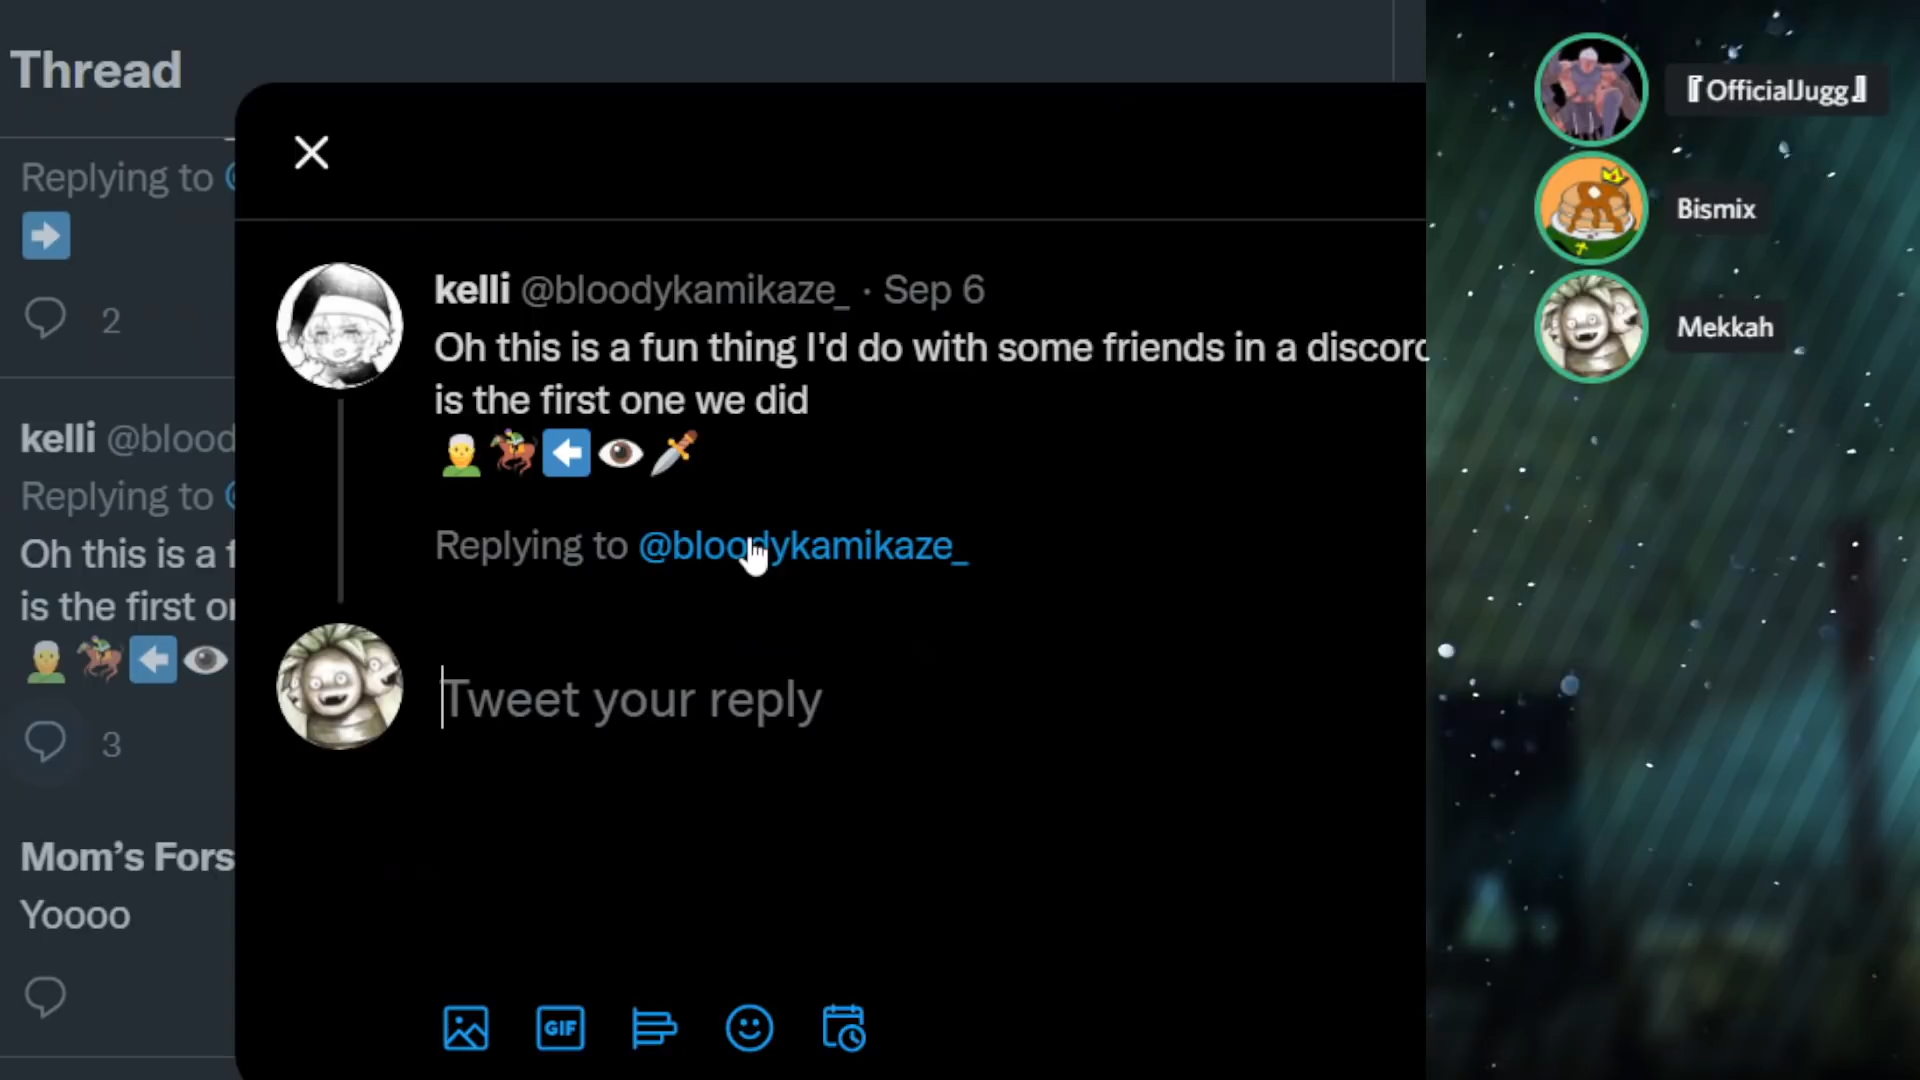 Thread
Replying to
2
kelli @blood
Replying to
Oh this is a f
is the first or
3
Mom's Fors
Yoooo
kelli @bloodykamikaze_ · Sep 6
Oh this is a fun thing I'd do with some friends in a discord
is the first one we did
Replying to @bloodykamikaze_
Tweet your reply
GIF
『OfficialJugg』
Bismix
Mekkah